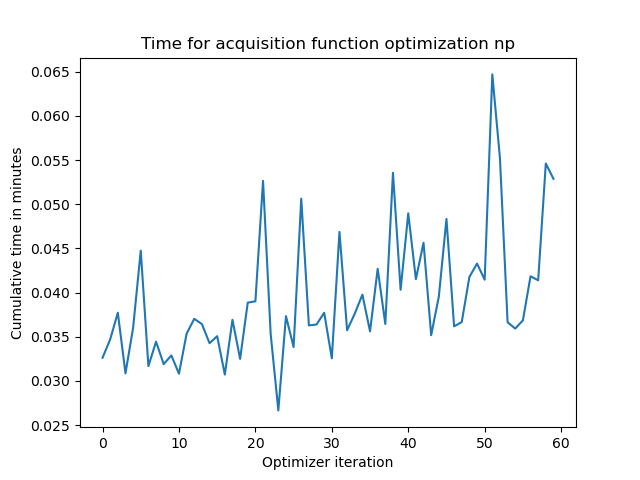 Time for acquisition function optimization np
Cumulative time in minutes
0.065
0.060
0.055
0.050
0.045
0.040
0.035
0.030
0.025
0 10 20 30 40 50 60
Optimizer iteration